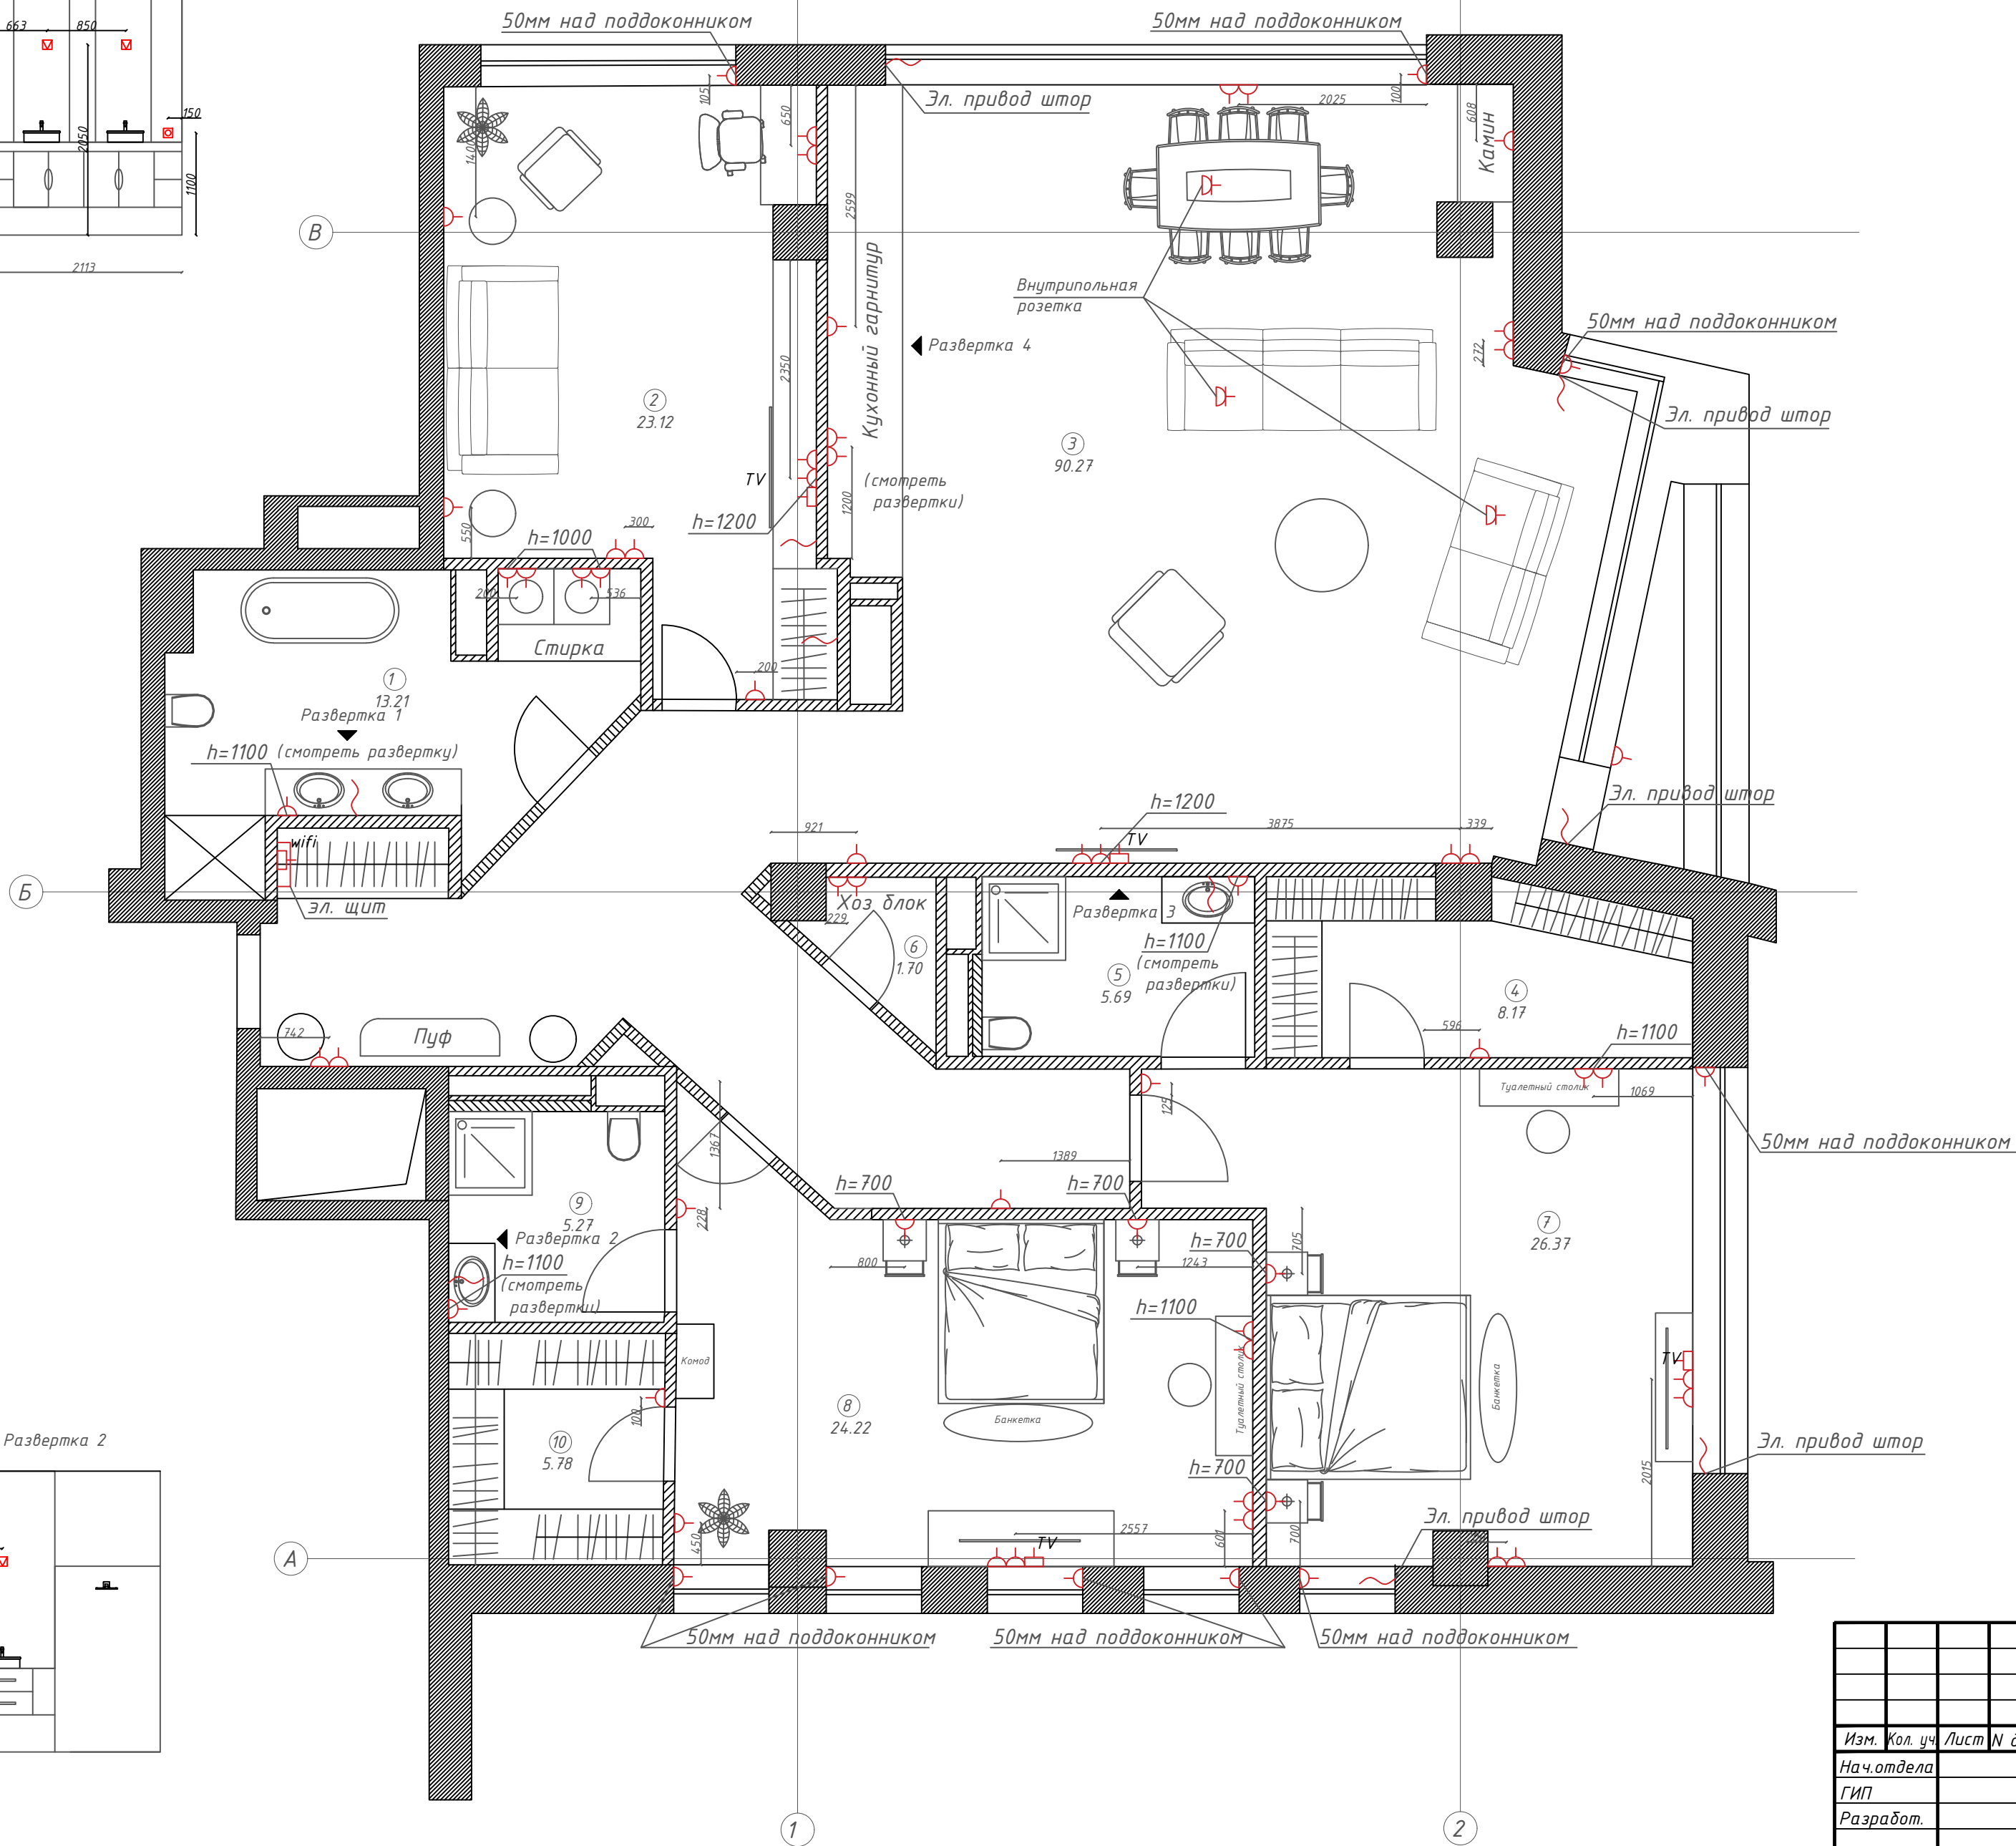 663
850
150
2050
1100
2113
50мм над поддоконником
50мм над поддоконником
Эл. привод штор
105
650
1400
2599
2025
100
608
Камин
В
Кухонный гарнитур
Развертка 4
Внутрипольная
розетка
50мм над поддоконником
272
Эл. привод штор
2350
2
23.12
3
90.27
TV
(смотреть
развертки)
1200
h=1200
300
h=1000
550
200
536
Стирка
200
1
13.21
Развертка 1
h=1100 (смотреть развертку)
wifi
эл. щит
Б
Эл. привод штор
h=1200
TV
921
3875
339
Хоз блок
229
6
1.70
Развертка 3
h=1100
(смотреть
развертки)
5
5.69
4
8.17
596
h=1100
742
Пуф
Туалетный столик
1069
50мм над поддоконником
125
1367
1389
h=700
h=700
9
5.27
Развертка 2
h=1100
(смотреть
развертки)
228
800
1243
h=700
705
7
26.37
h=1100
Туалетный столик
Комод
Банкетка
Банкетка
TV
8
24.22
100
10
5.78
Развертка 2
h=700
2015
Эл. привод штор
Эл. привод штор
450
2557
TV
601
700
А
50мм над поддоконником
50мм над поддоконником
50мм над поддоконником
Изм.
Кол. уч.
Лист
N
Нач.отдела
ГИП
Разработ.
1
2